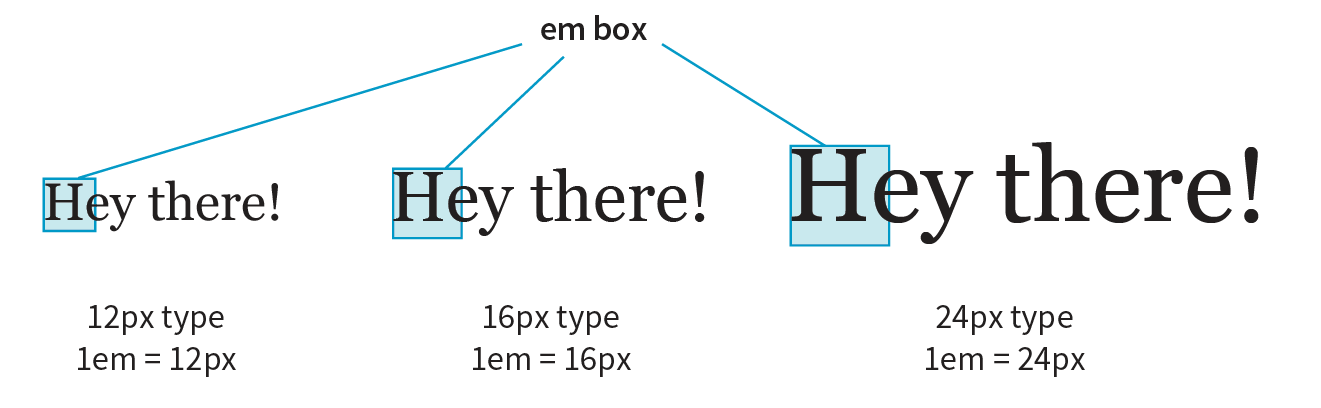 em box
Hey there!
Hey there!
Hey there!
12px type
1em = 12px
16px type
1em = 16px
24px type
1em = 24px